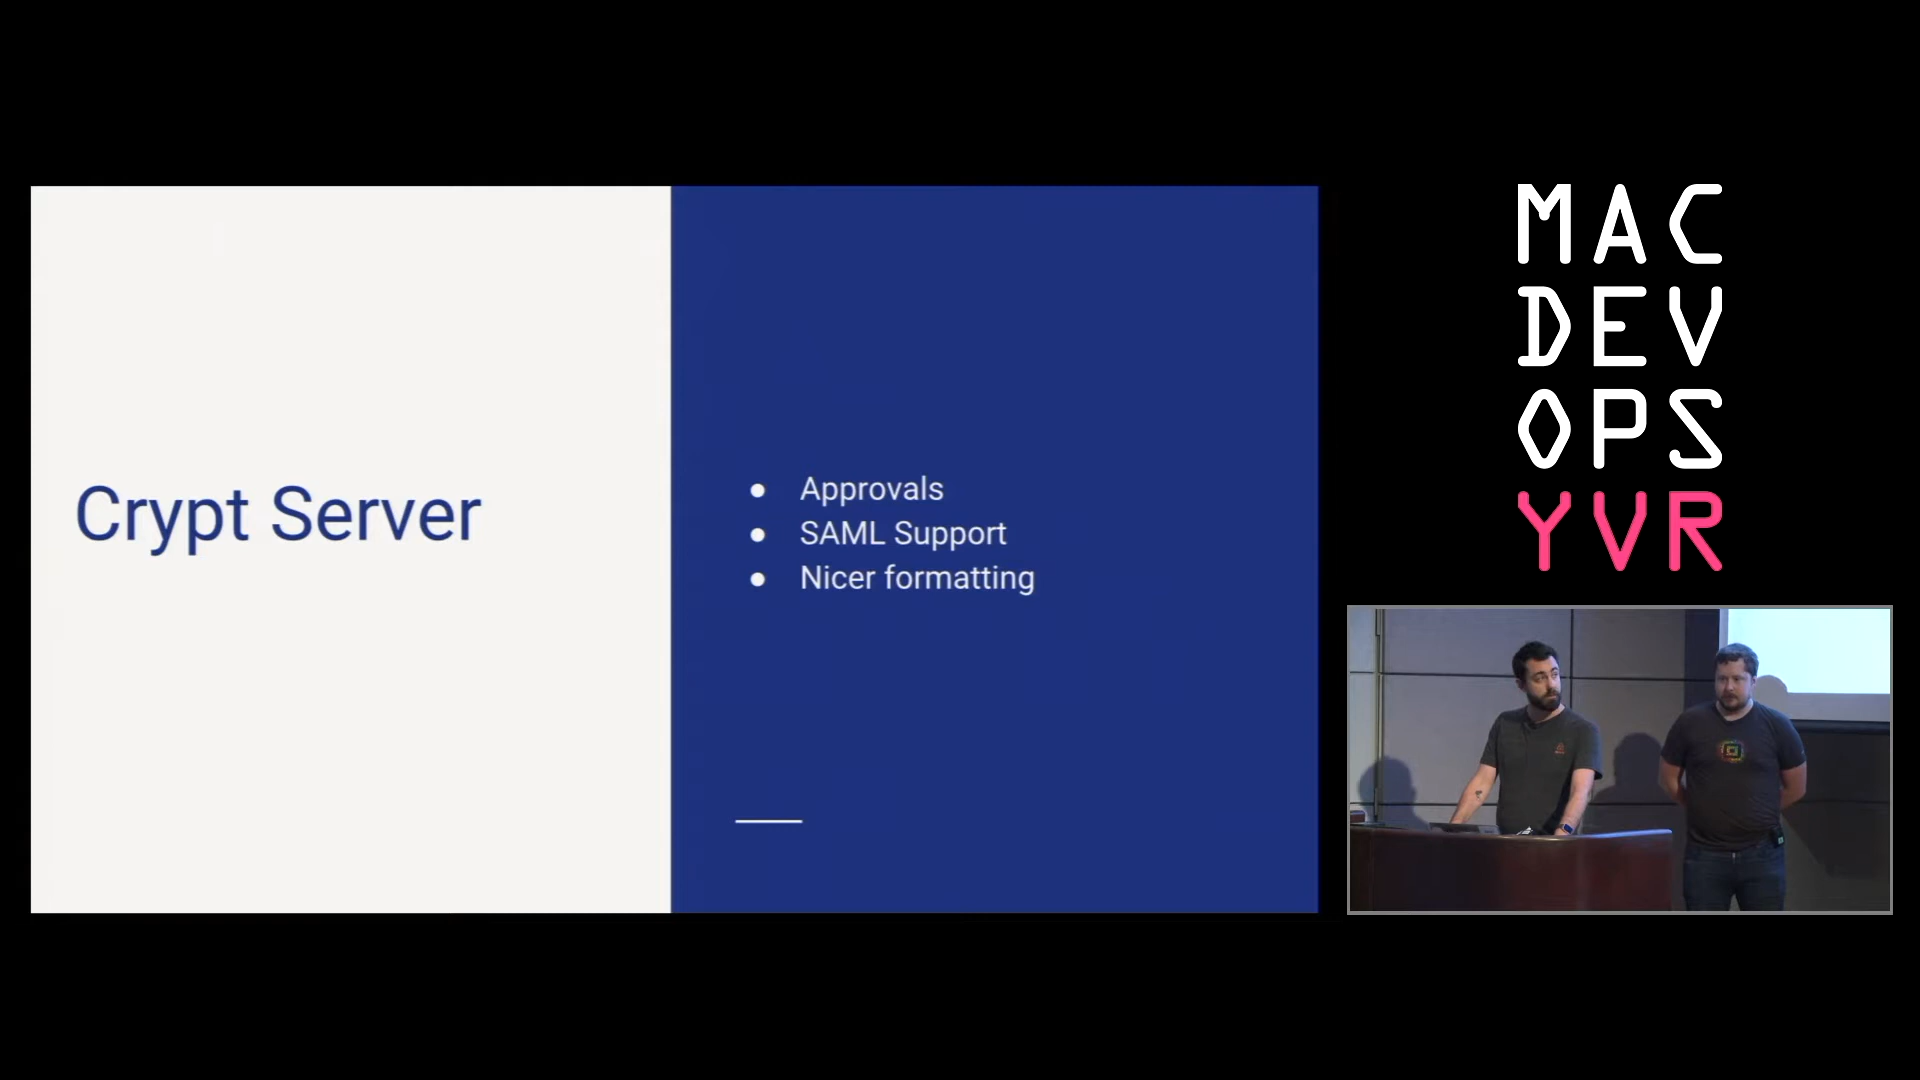 Crypt Server
Approvals
SAML Support
Nicer formatting
MAC
DEV
OPS
YVR